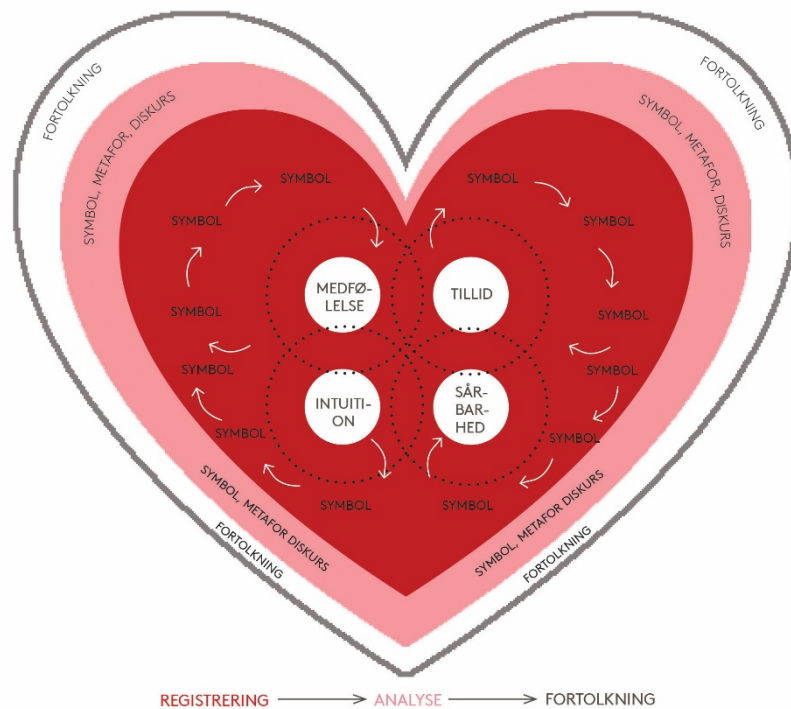 FORTOLKNING
FORTOLKNING
SYMBOL, METAFOR, DISKURS
SYMBOL, METAFOR, DISKURS
SYMBOL
SYMBOL
SYMBOL
SYMBOL
MEDFØ-
LELSE
TILLID
SYMBOL
SYMBOL
SYMBOL
SYMBOL
INTUITI-
ON
SÅR-
BAR-
HED
SYMBOL
SYMBOL
SYMBOL
SYMBOL
SYMBOL, METAFOR DISKURS
SYMBOL, METAFOR DISKURS
FORTOLKNING
FORTOLKNING
REGISTRERING ANALYSE FORTOLKNING